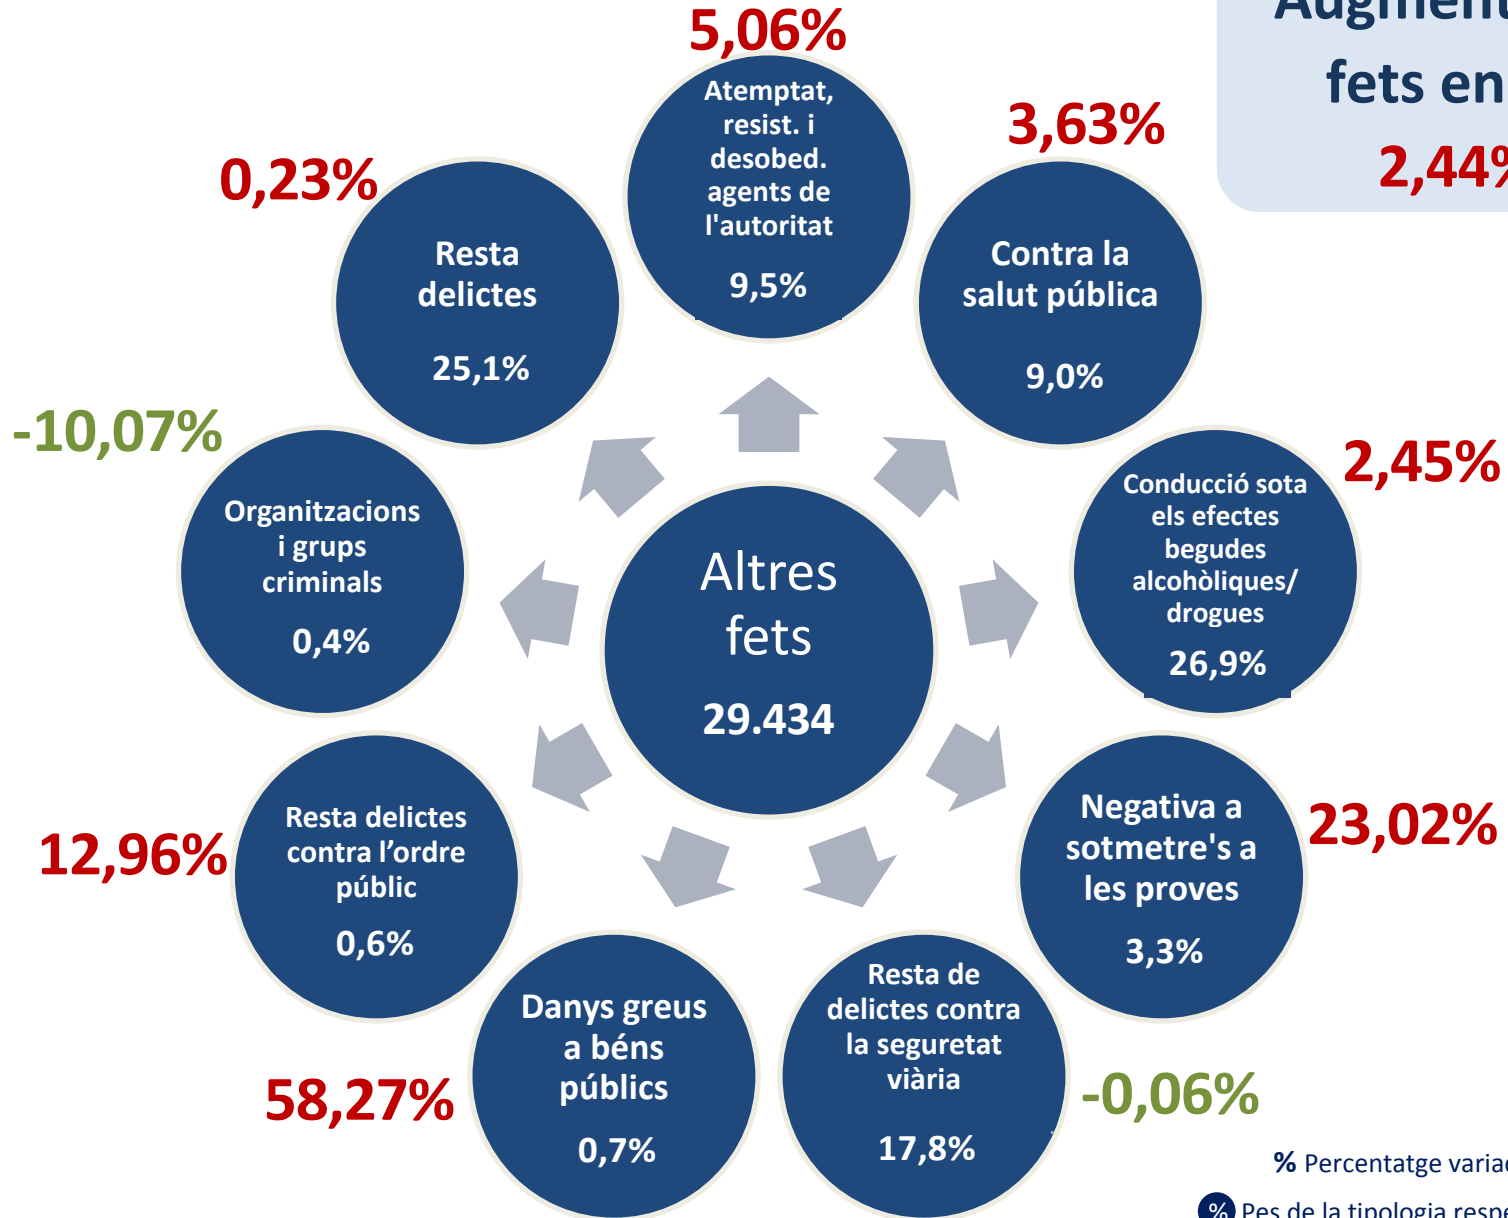 5,06%
Atemptat,
resist. i
desobed.
agents de
l'autoritat
9,5%
3,63%
Contra la
salut pública
9,0%
fets en
2,45%
Conducció sota
els efectes
begudes
alcohòliques/
drogues
26,9%
23,02%
Negativa a
sotmetre's a
les proves
3,3%
-0,06%
Resta de
delictes contra
la seguretat
viària
17,8%
58,27%
Danys greus
a béns
públics
0,7%
12,96%
Resta delictes
contra l’ordre
públic
0,6%
-10,07%
Organitzacions
i grups
criminals
0,4%
0,23%
Resta
delictes
25,1%
Altres
fets
29.434
2,44%
% Percentatge
% Pes de la tipologia